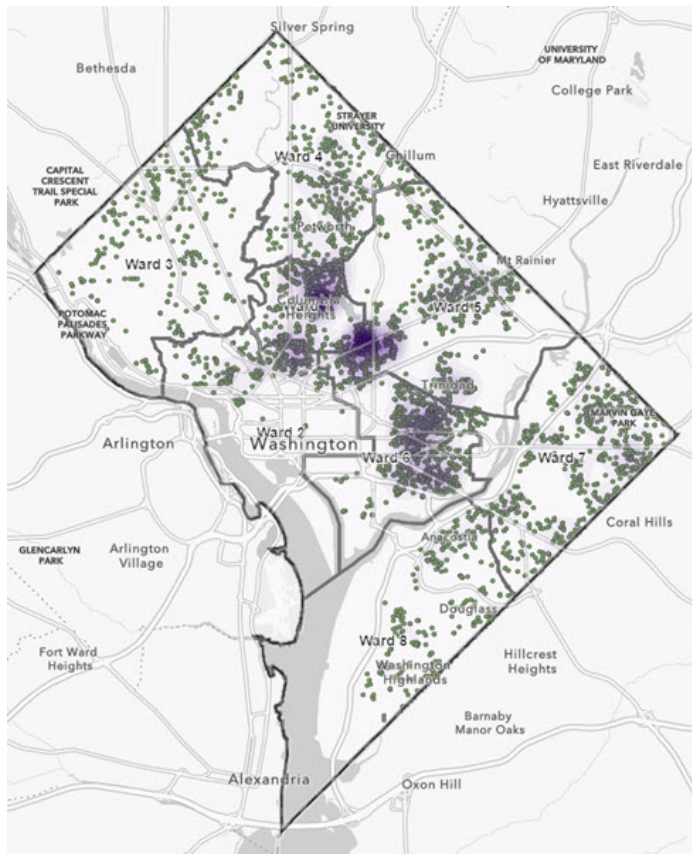 Silver Spring
UNIVERSITY
OF MARYLAND
Bethesda
College Park
STRAYER
UNIVERSITY
Ward 4
Chillum
East Riverdale
CAPITAL
CRESCENT
TRAIL SPECIAL
PARK
Hyattsville
Petworth
Ward 3
Mt Rainier
Columbia
Heights
Ward 5
POTOMAC
PALISADES
PARKWAY
Trinidad
MARVIN GAYE
PARK
Ward 2
Arlington
Washington
Ward 6
Ward 7
Coral Hills
Anacostia
GLENCARLYN
PARK
Arlington
Village
Douglass
Ward 8
Fort Ward
Heights
Washington
Highlands
Hillcrest
Heights
Barnaby
Manor Oaks
Alexandria
Oxon Hill